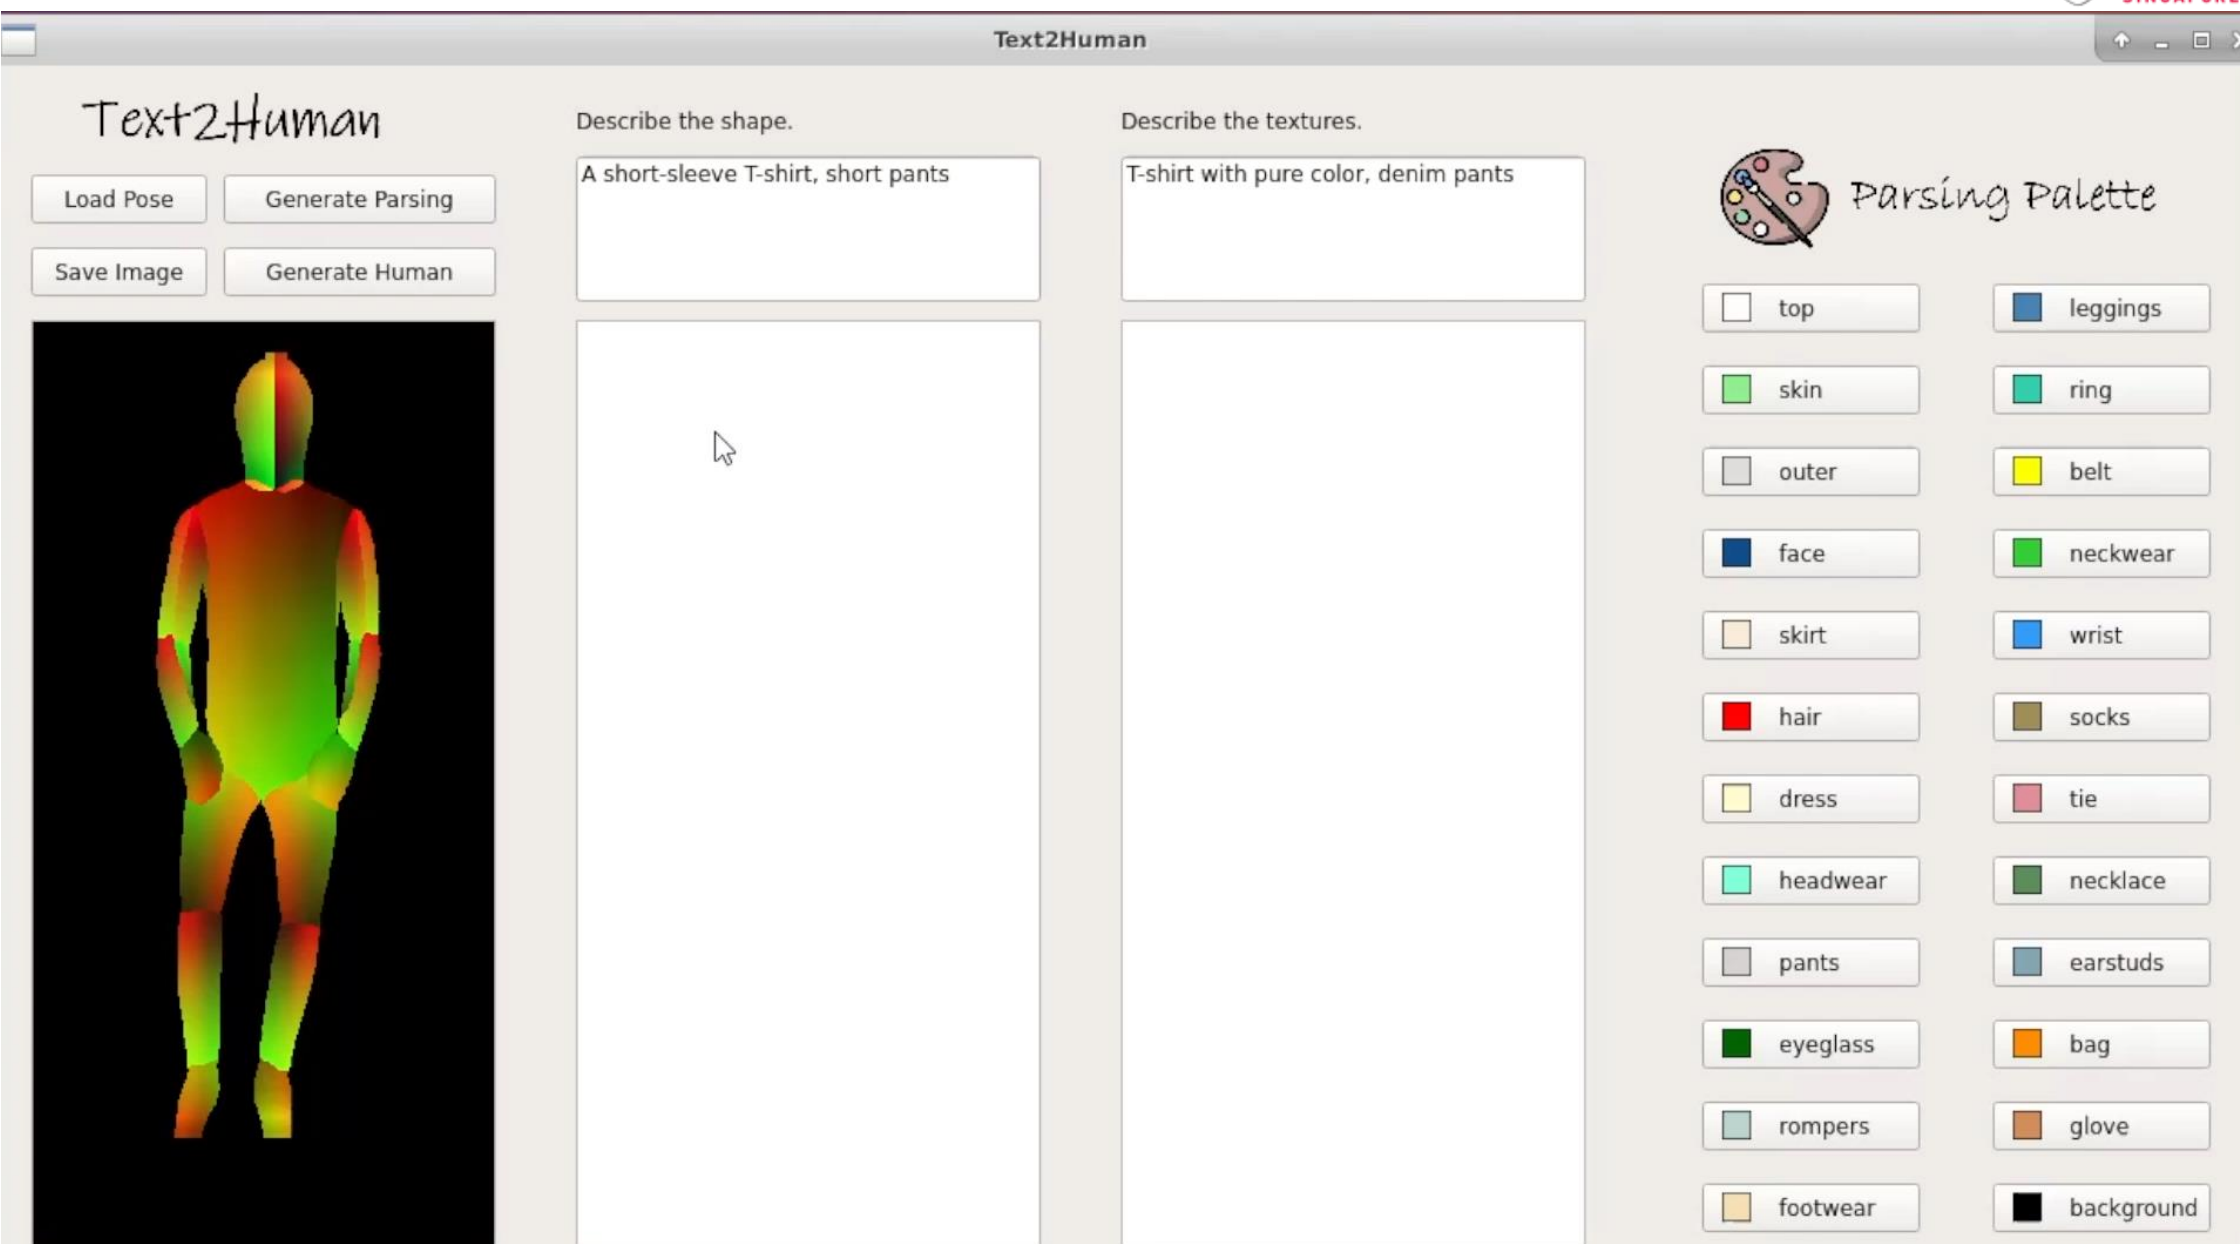 SINGAPORE
Text2Human
Text2Human
Load Pose
Generate Parsing
Save Image
Generate Human
Describe the shape.
A short-sleeve T-shirt, short pants
Describe the textures.
T-shirt with pure color, denim pants
Parsing Palette
top
leggings
skin
ring
outer
belt
face
neckwear
skirt
wrist
hair
socks
dress
tie
headwear
necklace
pants
earstuds
eyeglass
bag
rompers
glove
footwear
background